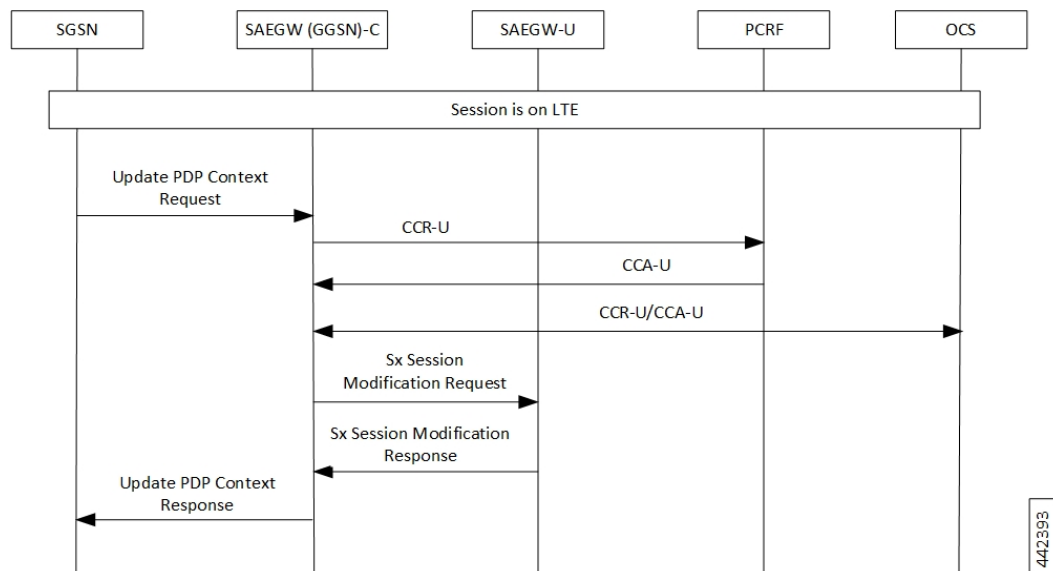 SGSN
SAEGW (GGSN)-C
SAEGW-U
PCRF
OCS
Session is on LTE
Update PDP Context
Request
CCR-U
CCA-U
CCR-U/CCA-U
Sx Session
Modification Request
Sx Session Modification
Response
Update PDP Context
Response
442393